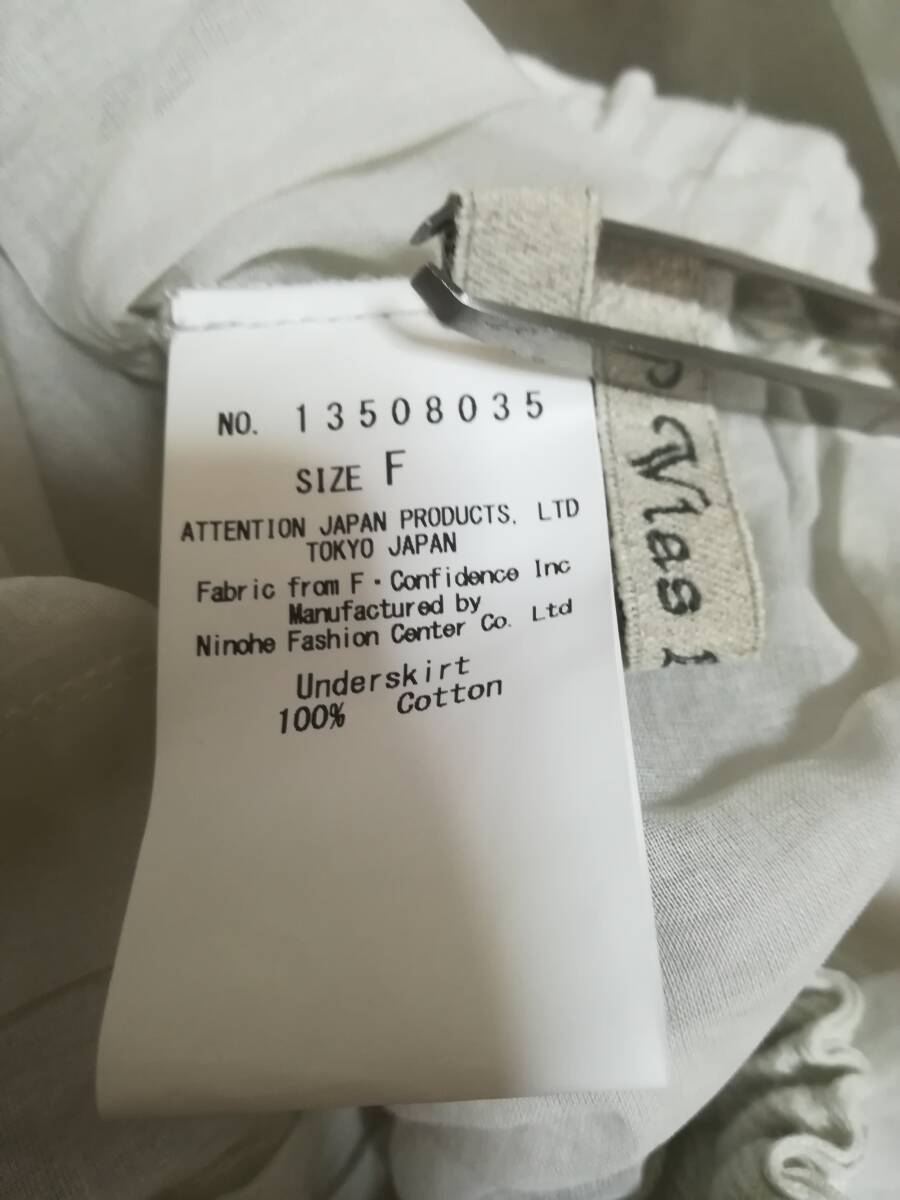 NO. 13508035
SIZE F
ATTENTION JAPAN PRODUCTS, LTD
TOKYO JAPAN
Fabric from F・Confidence Inc
Manufactured by
Ninohe Fashion Center Co. Ltd
Underskirt
100% Cotton
Vlas